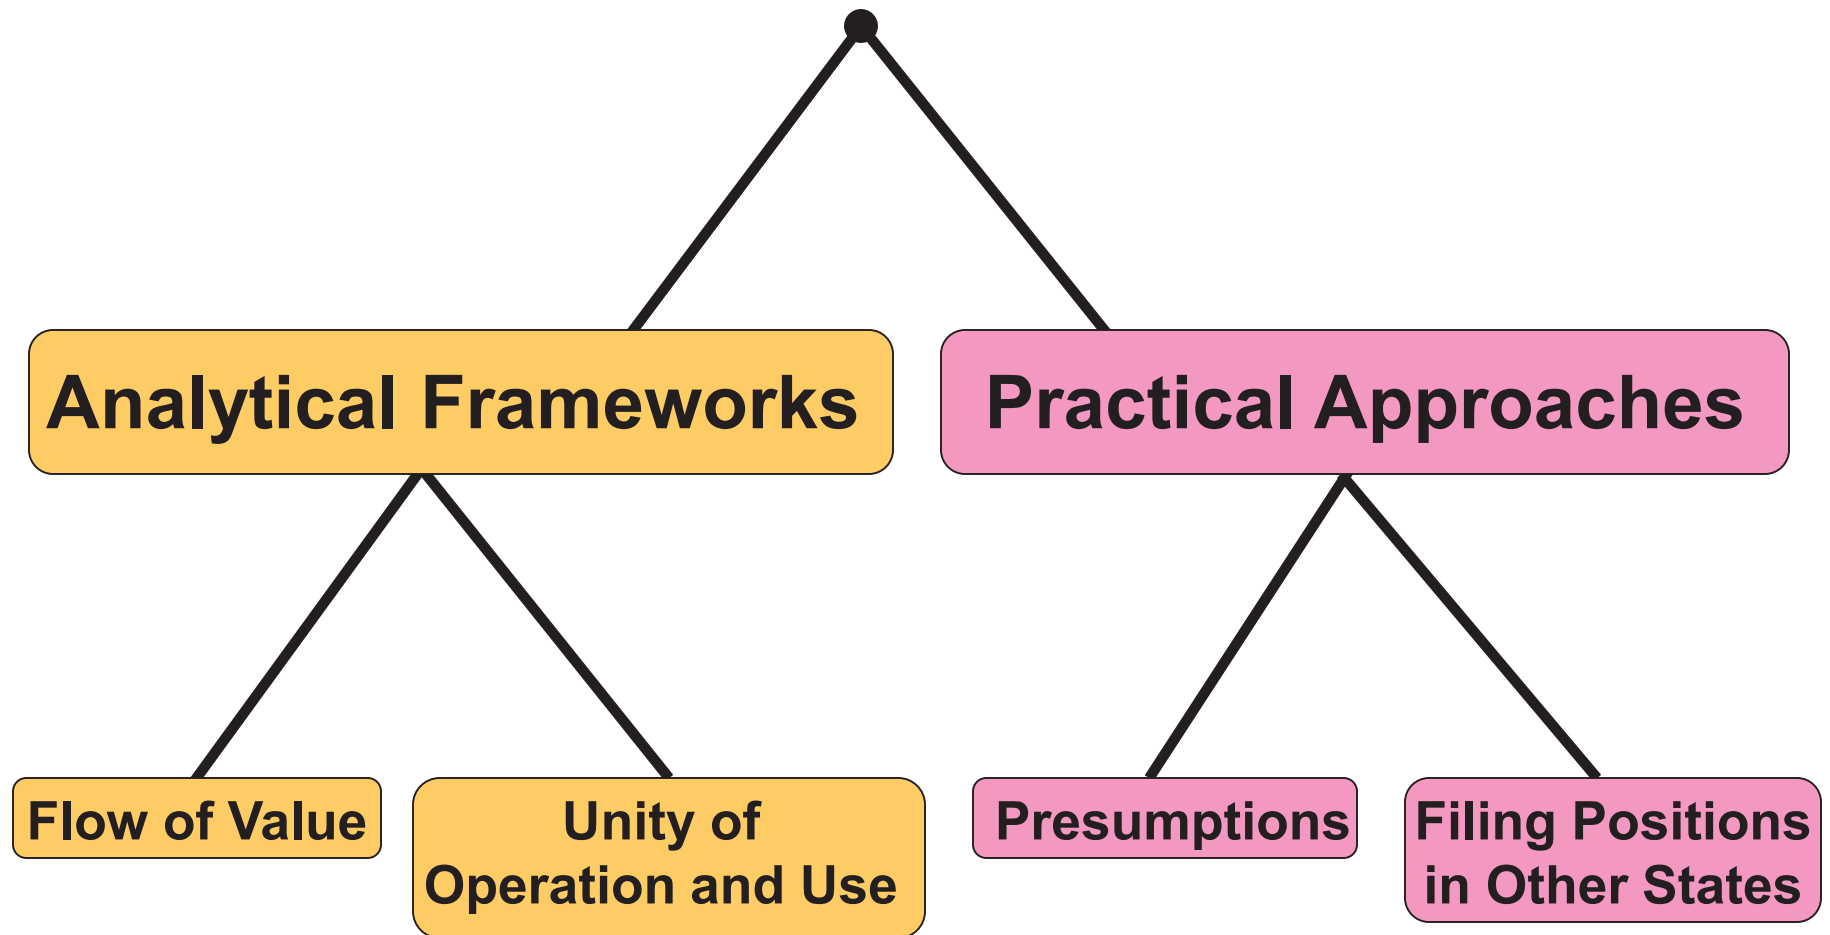 Analytical Frameworks
Practical Approaches
Flow of Value
Unity of
Operation and Use
Presumptions
Filing Positions
in Other States